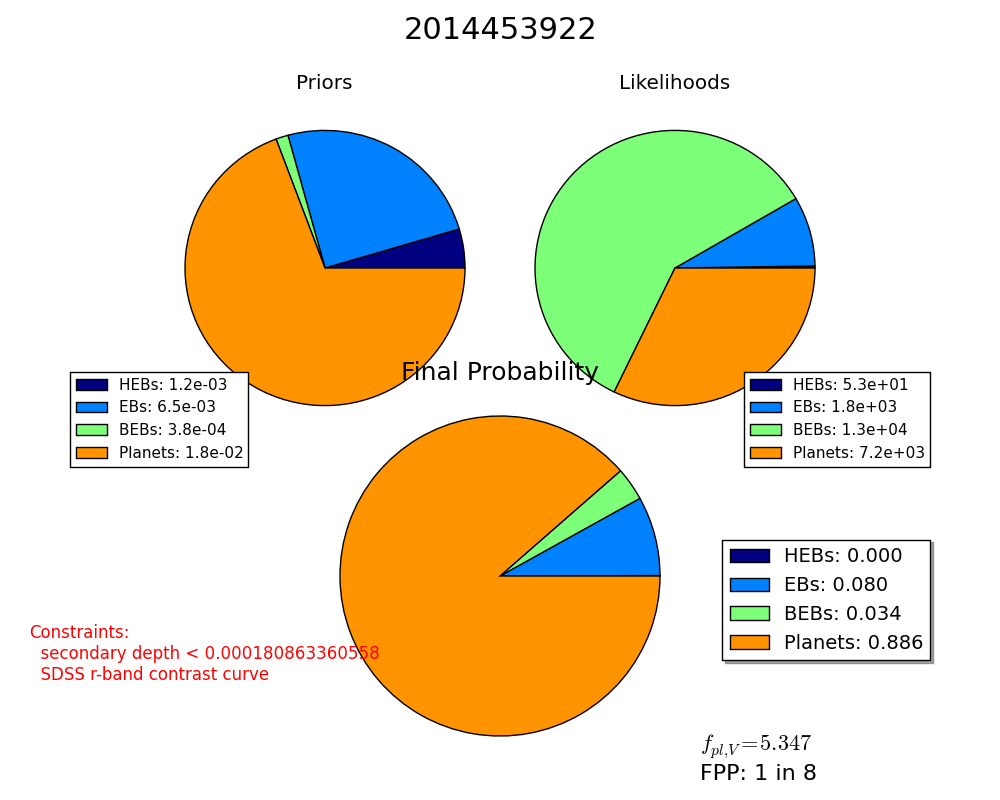 2014453922
Priors
Likelihoods
HEBs: 1.2e-03
EBs: 6.5e-03
BEBs: 3.8e-04
Planets: 1.8e-02
HEBs: 5.3e+01
EBs: 1.8e+03
BEBs: 1.3e+04
Planets: 7.2e+03
Final Probability
HEBs: 0.000
EBs: 0.080
BEBs: 0.034
Planets: 0.886
Constraints:
secondary depth < 0.000180863360558
SDSS r-band contrast curve
f_{pl,V}=5.347
FPP: 1 in 8